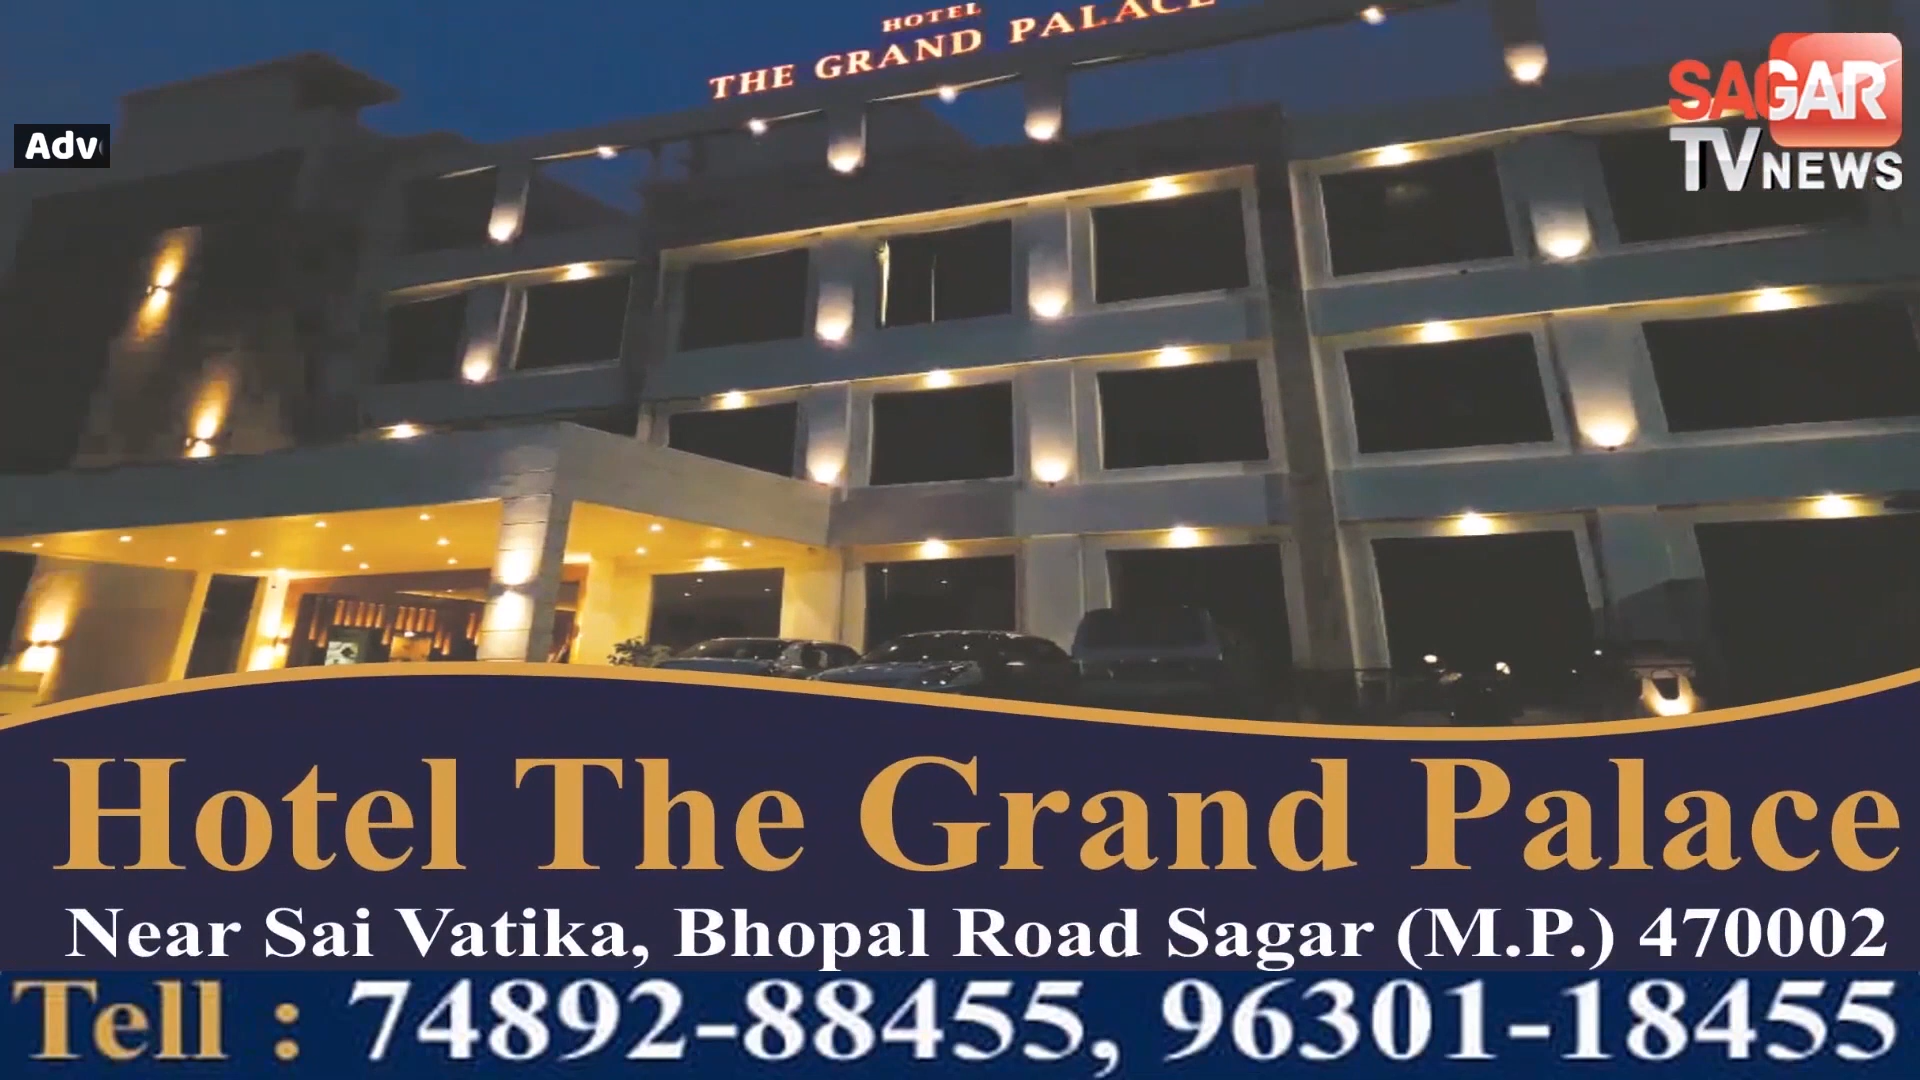 HOTEL
THE GRAND PALACE
SAGAR
TV NEWS
Adv
Hotel The Grand Palace
Near Sai Vatika, Bhopal Road Sagar (M.P.) 470002
Tell : 74892-88455, 96301-18455